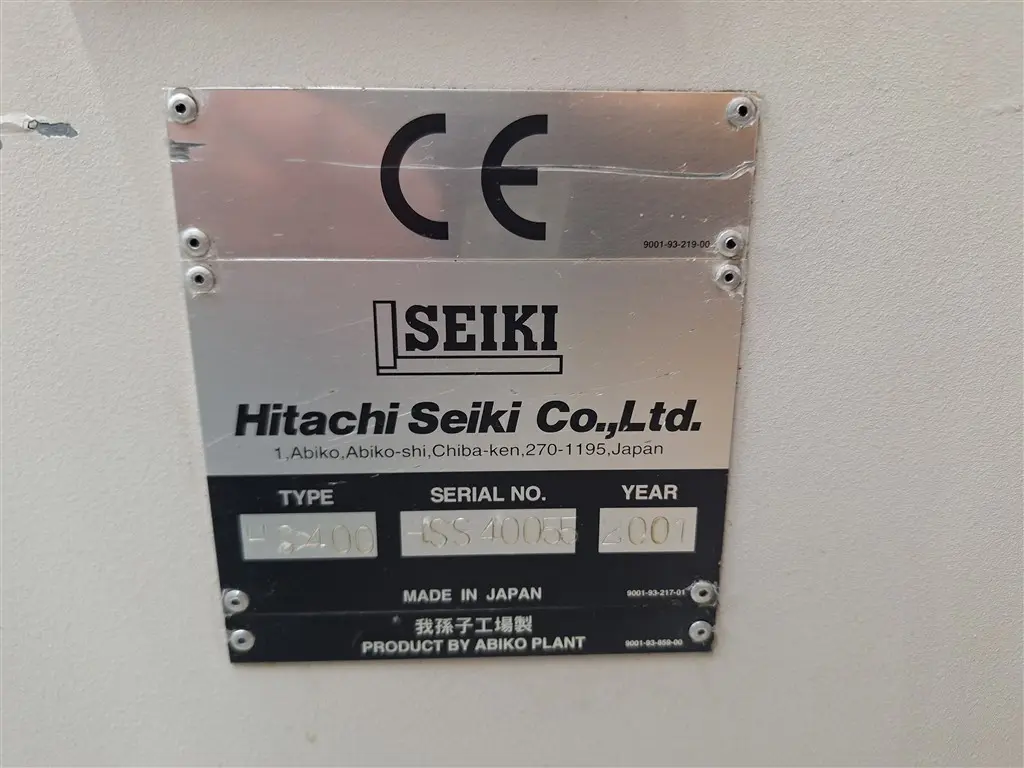 CE
9001-93-219-00
SEIKI
Hitachi Seiki Co.,Ltd.
1,Abiko,Abiko-shi,Chiba-ken,270-1195,Japan
TYPE SERIAL NO. YEAR
HSS40055 2001
MADE IN JAPAN 9001-93-217-01
我孫子工場製
PRODUCT BY ABIKO PLANT 9001-93-859-00